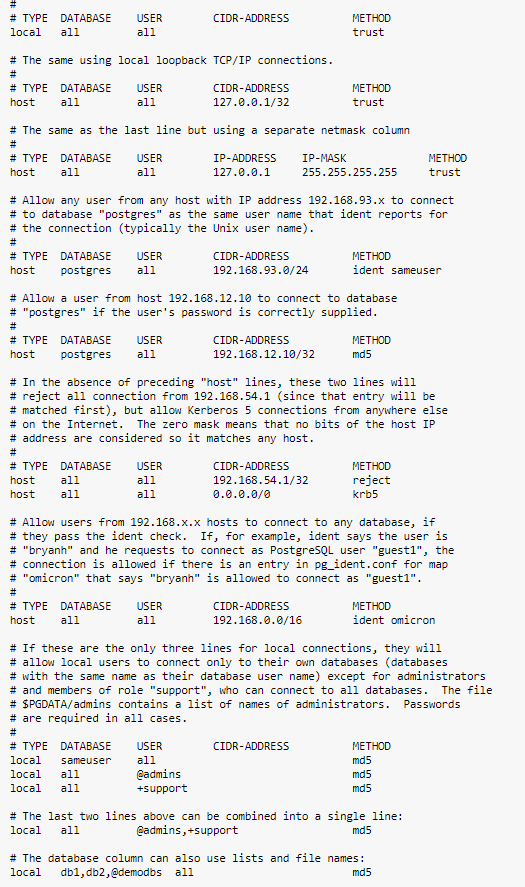 #
# TYPE  DATABASE    USER        CIDR-ADDRESS          METHOD
local   all         all                               trust
# The same using local loopback TCP/IP connections.
#
# TYPE  DATABASE    USER        CIDR-ADDRESS          METHOD
host    all         all         127.0.0.1/32          trust
# The same as the last line but using a separate netmask column
#
# TYPE  DATABASE    USER        IP-ADDRESS    IP-MASK             METHOD
host    all         all         127.0.0.1     255.255.255.255     trust
# Allow any user from any host with IP address 192.168.93.x to connect
# to database "postgres" as the same user name that ident reports for
# the connection (typically the Unix user name).
#
# TYPE  DATABASE    USER        CIDR-ADDRESS          METHOD
host    postgres    all         192.168.93.0/24       ident sameuser
# Allow a user from host 192.168.12.10 to connect to database
# "postgres" if the user's password is correctly supplied.
#
# TYPE  DATABASE    USER        CIDR-ADDRESS          METHOD
host    postgres    all         192.168.12.10/32      md5
# In the absence of preceding "host" lines, these two lines will
# reject all connection from 192.168.54.1 (since that entry will be
# matched first), but allow Kerberos 5 connections from anywhere else
# on the Internet.  The zero mask means that no bits of the host IP
# address are considered so it matches any host.
#
# TYPE  DATABASE    USER        CIDR-ADDRESS          METHOD
host    all         all         192.168.54.1/32       reject
host    all         all         0.0.0.0/0             krb5
# Allow users from 192.168.x.x hosts to connect to any database, if
# they pass the ident check.  If, for example, ident says the user is
# "bryanh" and he requests to connect as PostgreSQL user "guest1", the
# connection is allowed if there is an entry in pg_ident.conf for map
# "omicron" that says "bryanh" is allowed to connect as "guest1".
#
# TYPE  DATABASE    USER        CIDR-ADDRESS          METHOD
host    all         all         192.168.0.0/16        ident omicron
# If these are the only three lines for local connections, they will
# allow local users to connect only to their own databases (databases
# with the same name as their database user name) except for administrators
# and members of role "support", who can connect to all databases.  The file
# $PGDATA/admins contains a list of names of administrators.  Passwords
# are required in all cases.
#
# TYPE  DATABASE    USER        CIDR-ADDRESS          METHOD
local   sameuser    all                               md5
local   all         @admins                           md5
local   all         +support                          md5
# The last two lines above can be combined into a single line:
local   all         @admins,+support                  md5
# The database column can also use lists and file names:
local   db1,db2,@demodbs  all                         md5